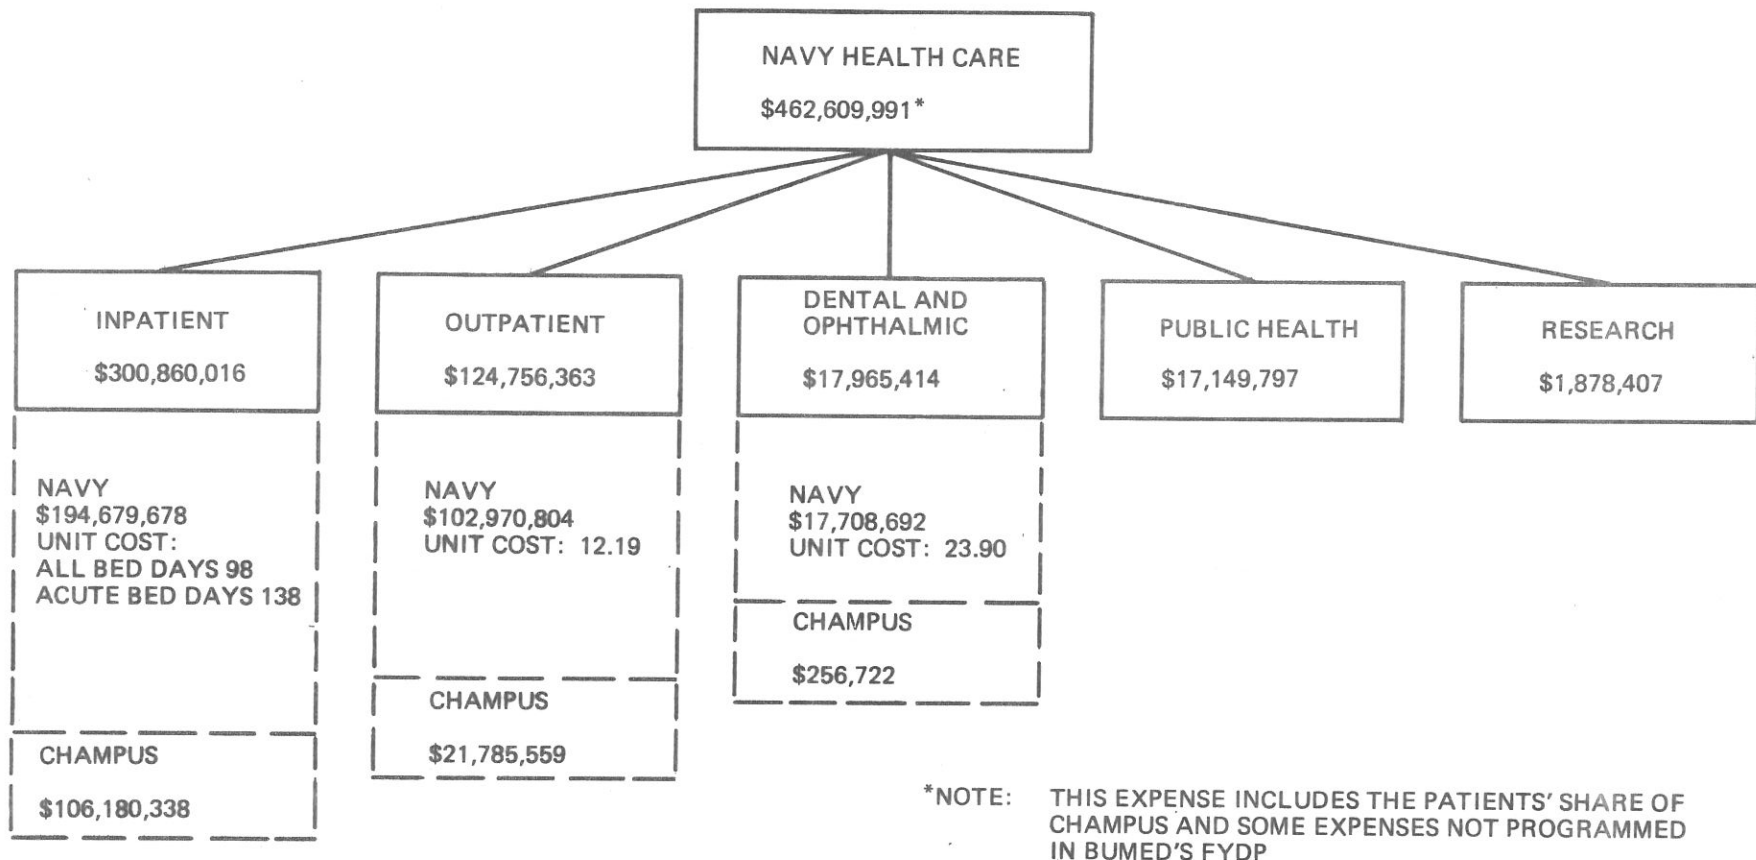 NAVY HEALTH CARE
$462,609,991*
INPATIENT
$300,860,016
NAVY
$194,679,678
UNIT COST:
ALL BED DAYS 98
ACUTE BED DAYS 138
CHAMPUS
$106,180,338
OUTPATIENT
$124,756,363
NAVY
$102,970,804
UNIT COST: 12.19
CHAMPUS
$21,785,559
DENTAL AND
OPHTHALMIC
$17,965,414
NAVY
$17,708,692
UNIT COST: 23.90
CHAMPUS
$256,722
PUBLIC HEALTH
$17,149,797
RESEARCH
$1,878,407
*NOTE: THIS EXPENSE INCLUDES THE PATIENTS' SHARE OF
CHAMPUS AND SOME EXPENSES NOT PROGRAMMED
IN BUMED'S FYDP